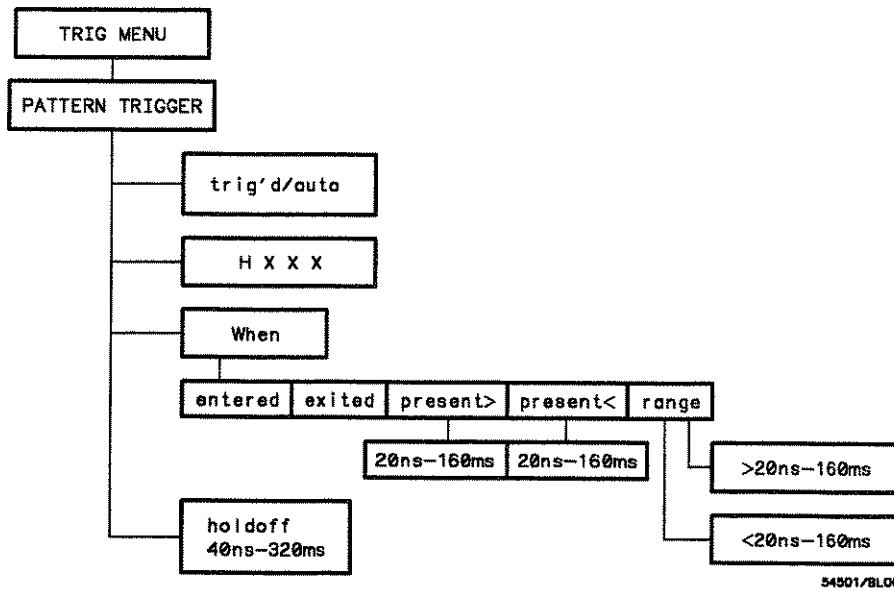 TRIG MENU
PATTERN TRIGGER
trig'd/auto
H X X X
When
entered exited present> present< range
20ns-160ms 20ns-160ms
>20ns-160ms
holdoff
40ns-320ms
<20ns-160ms